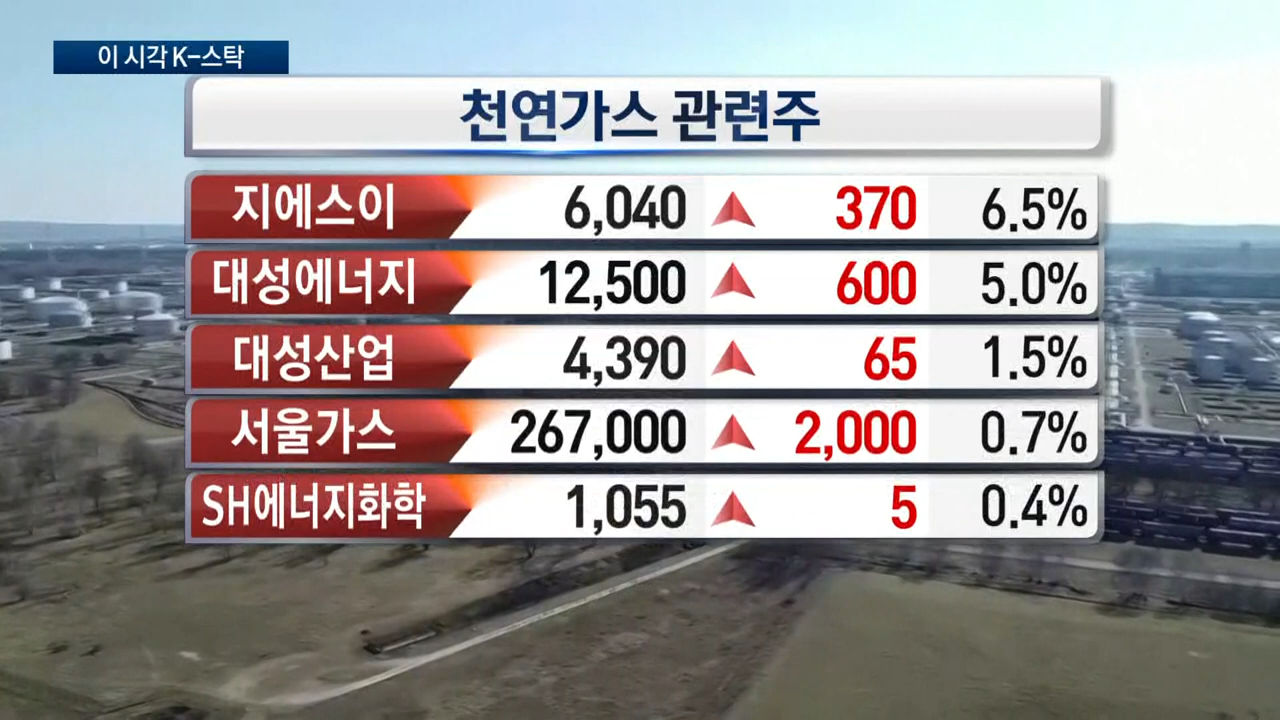 이 시각 K-스탁
천연가스 관련주
지에스이 6,040 ▲ 370 6.5%
대성에너지 12,500 ▲ 600 5.0%
대성산업 4,390 ▲ 65 1.5%
서울가스 267,000 ▲ 2,000 0.7%
SH에너지화학 1,055 ▲ 5 0.4%